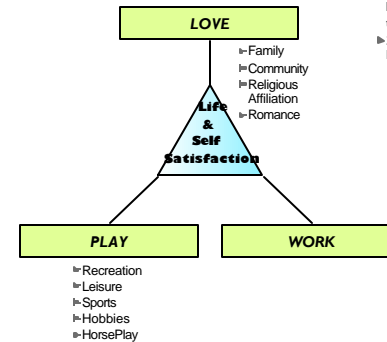 LOVE
Family
Community
Religious
Affiliation
Romance
Life
&
Self
Satisfaction
PLAY
WORK
Recreation
Leisure
Sports
Hobbies
HorsePlay